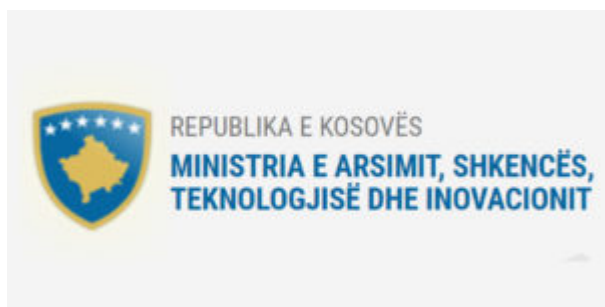 REPUBLIKA E KOSOVËS
MINISTRIA E ARSIMIT, SHKENCËS,
TEKNOLOGJISË DHE INOVACIONIT